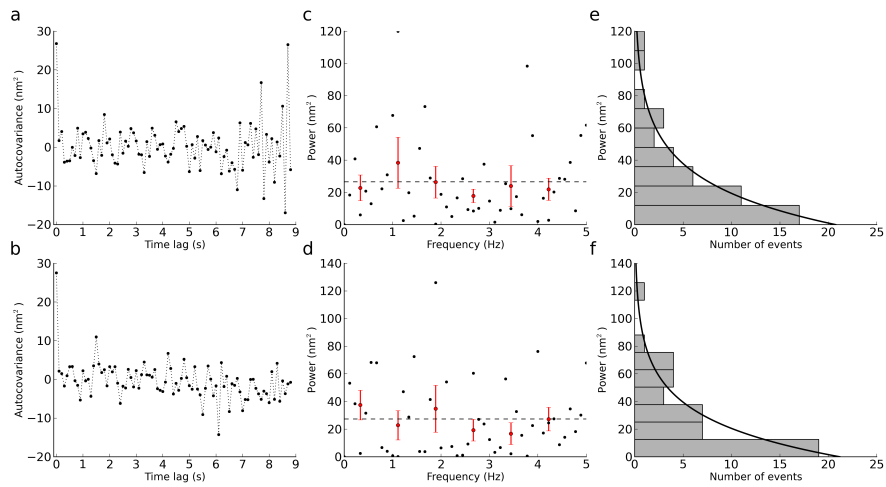 a
30
20
10
0
−10
−20
Autocovariance (nm²)
0 1 2 3 4 5 6 7 8 9
Time lag (s)
c
120
100
80
60
40
20
0
Power (nm²)
0 1 2 3 4 5
Frequency (Hz)
e
120
100
80
60
40
20
0
Power (nm²)
0 5 10 15 20 25
Number of events
b
30
20
10
0
−10
−20
Autocovariance (nm²)
0 1 2 3 4 5 6 7 8 9
Time lag (s)
d
140
120
100
80
60
40
20
0
Power (nm²)
0 1 2 3 4 5
Frequency (Hz)
f
140
120
100
80
60
40
20
0
Power (nm²)
0 5 10 15 20 25
Number of events